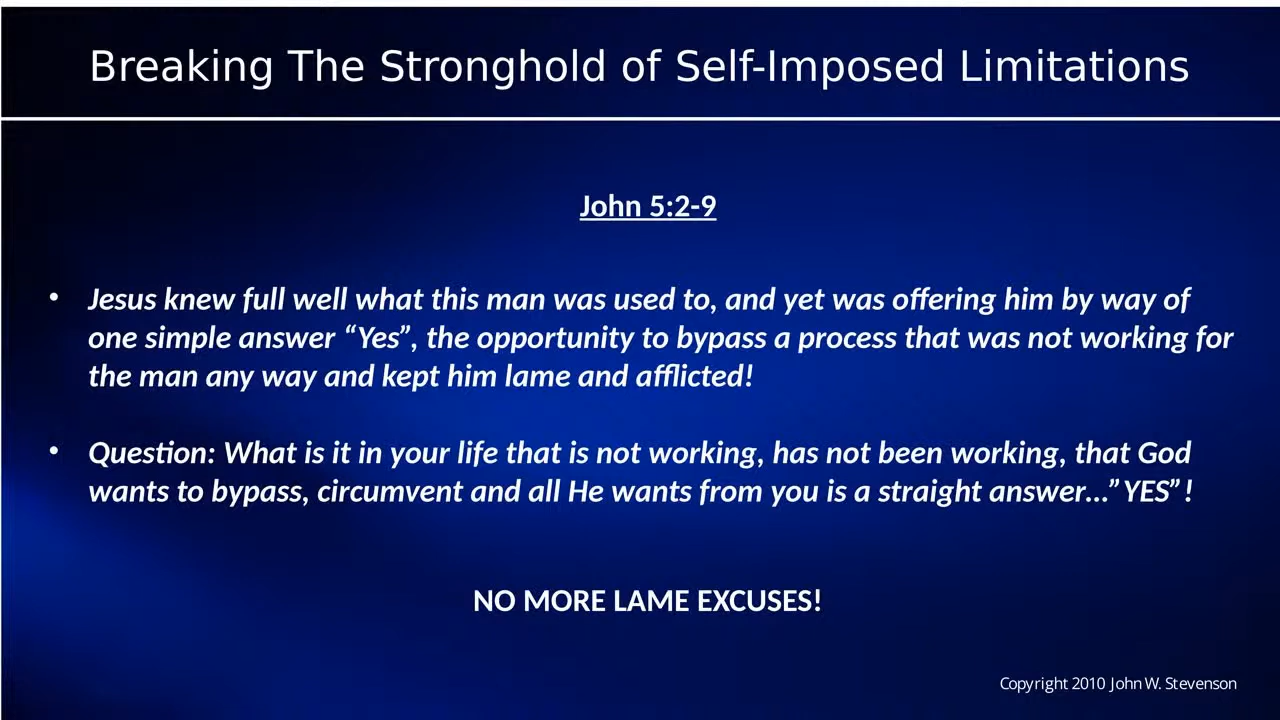 Breaking The Stronghold of Self-Imposed Limitations
John 5:2-9
• Jesus knew full well what this man was used to, and yet was offering him by way of
one simple answer “Yes”, the opportunity to bypass a process that was not working for
the man any way and kept him lame and afflicted!
• Question: What is it in your life that is not working, has not been working, that God
wants to bypass, circumvent and all He wants from you is a straight answer…”YES”!
NO MORE LAME EXCUSES!
Copyright 2010 John W. Stevenson